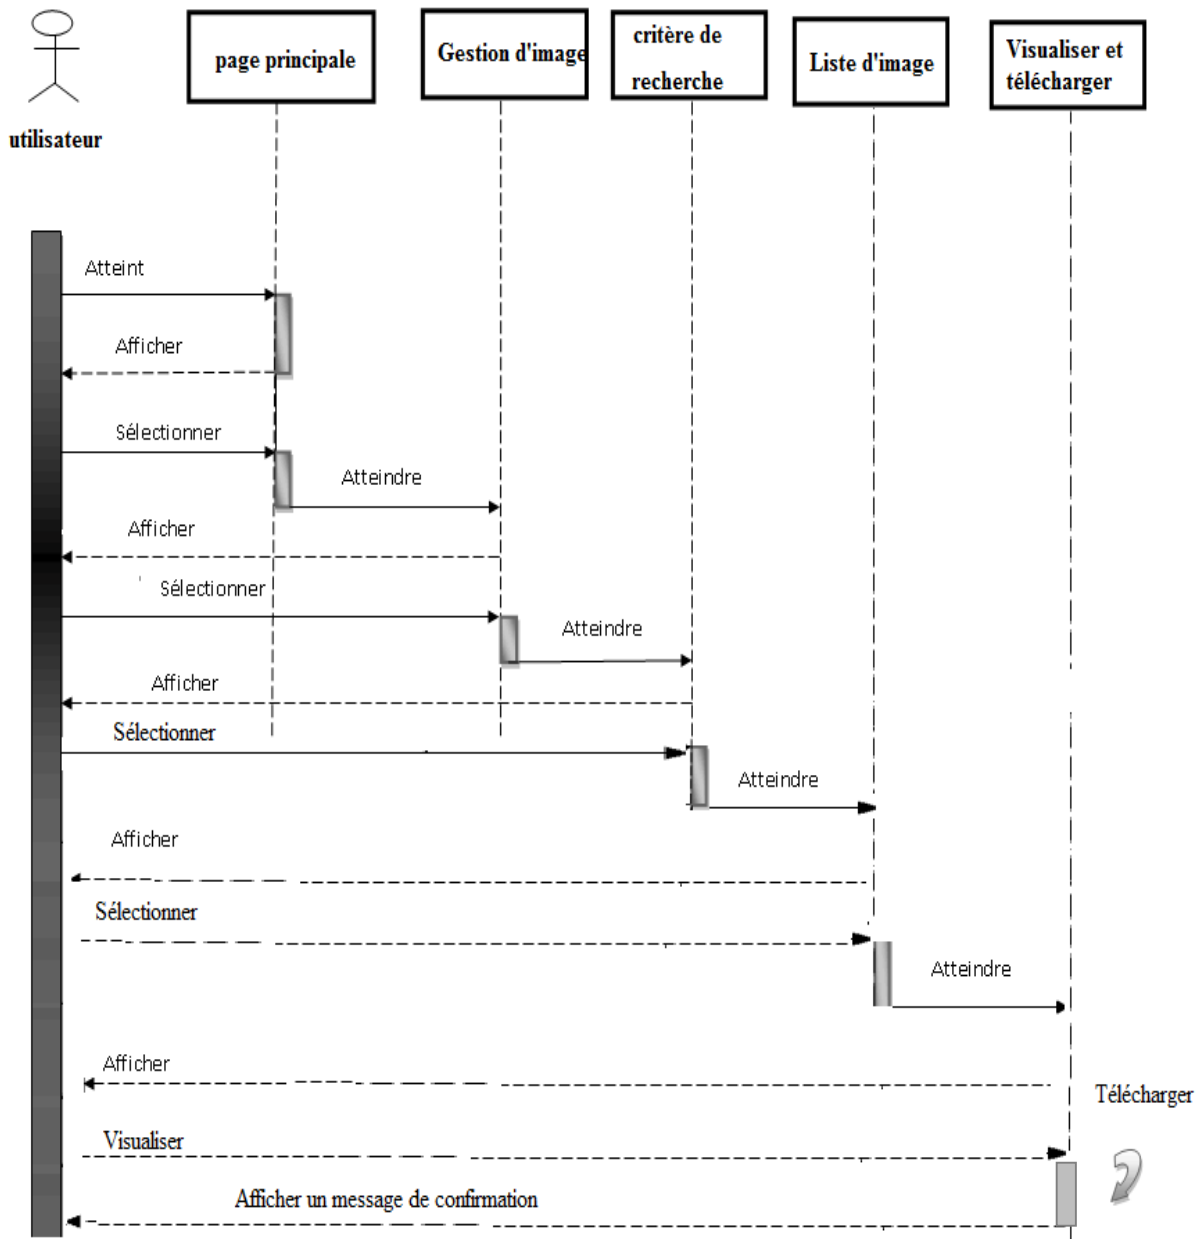 page principale
Gestion d'image
critère de
recherche
Liste d'image
Visualiser et
télécharger
utilisateur
Atteint
Afficher
Sélectionner
Atteindre
Afficher
Sélectionner
Atteindre
Afficher
Sélectionner
Atteindre
Afficher
Sélectionner
Atteindre
Afficher
Télécharger
Visualiser
Afficher un message de confirmation